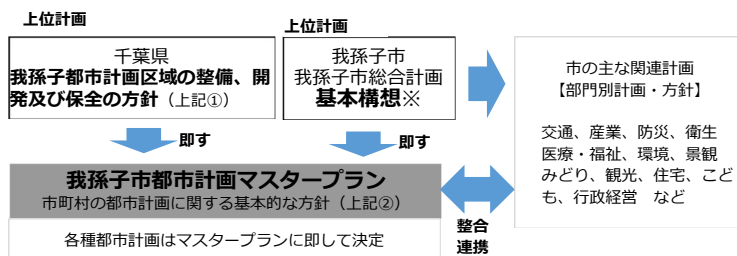 上位計画
千葉県
我孫子都市計画区域の整備、開
発及び保全の方針（上記①）
上位計画
我孫子市
我孫子市総合計画
基本構想※
市の主な関連計画
【部門別計画・方針】
交通、産業、防災、衛生
医療・福祉、環境、景観
みどり、観光、住宅、こど
も、行政経営　など
即す
即す
我孫子市都市計画マスタープラン
市町村の都市計画に関する基本的な方針（上記②）
各種都市計画はマスタープランに即して決定
整合
連携